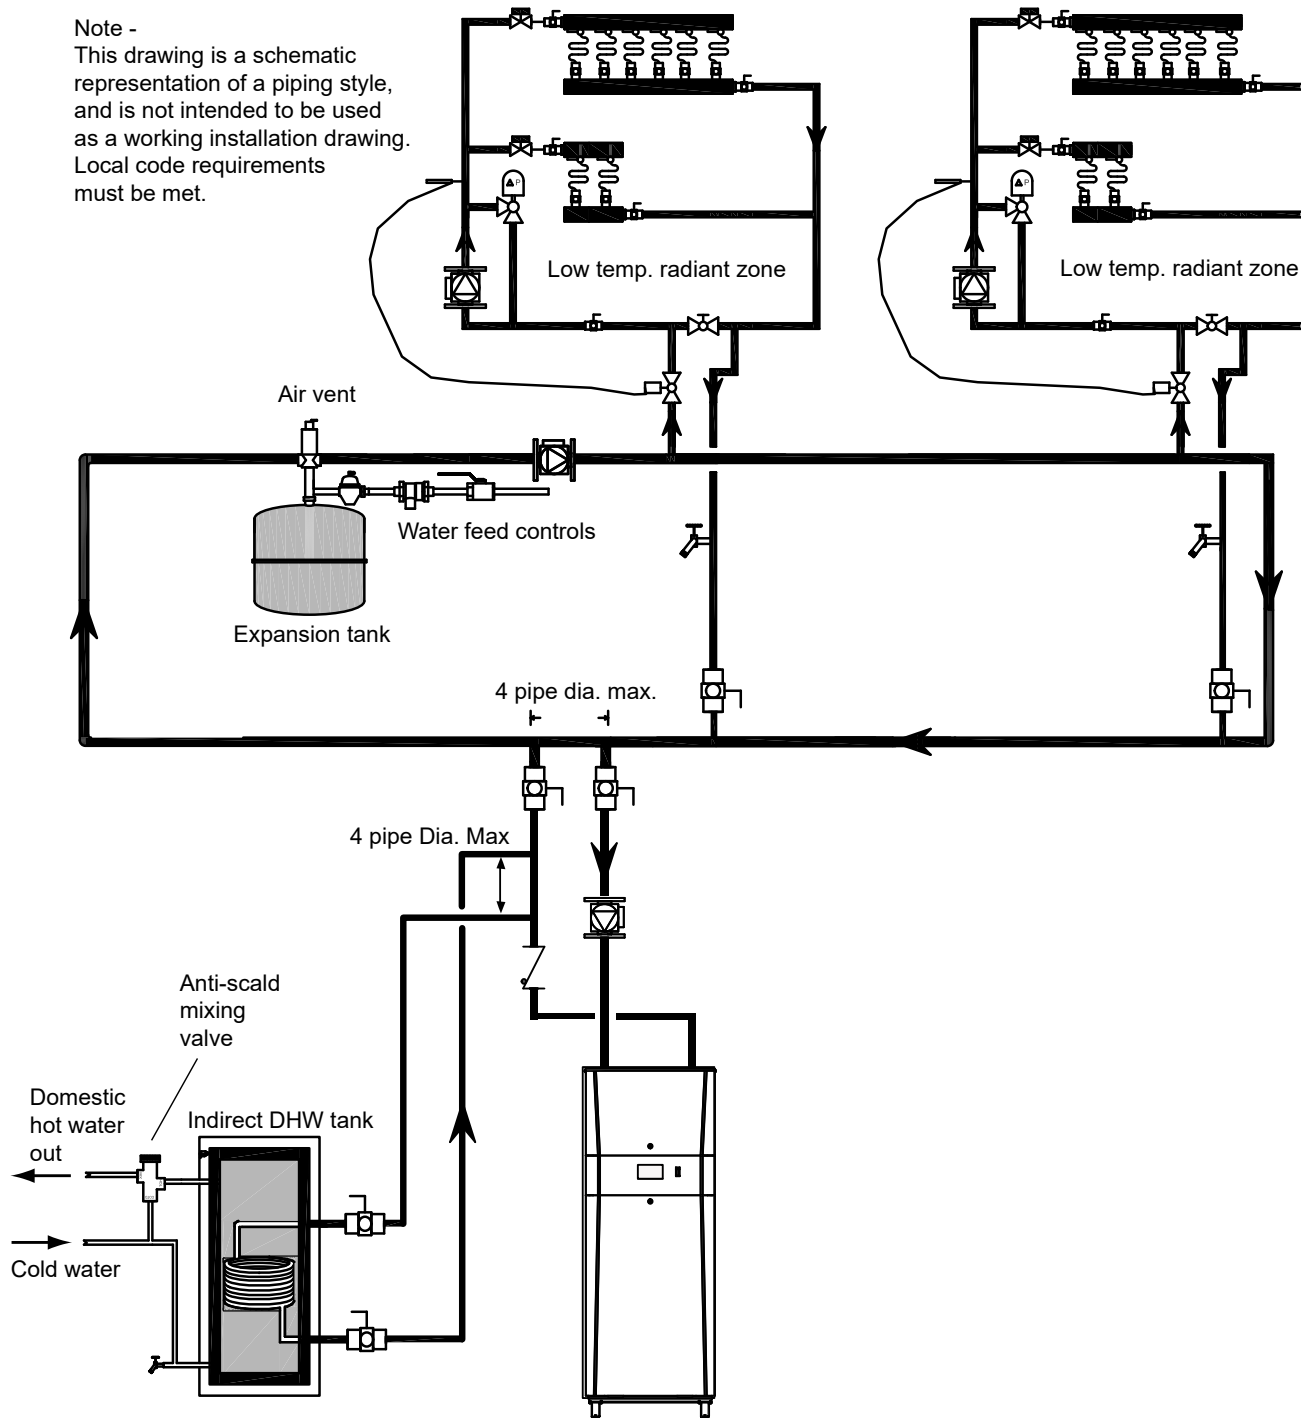 Note -
This drawing is a schematic
representation of a piping style,
and is not intended to be used
as a working installation drawing.
Local code requirements
must be met.
P
P
Low temp. radiant zone
Low temp. radiant zone
Air vent
Water feed controls
Expansion tank
4 pipe dia. max.
4 pipe Dia. Max
Anti-scald
mixing
valve
Domestic
hot water
out
Indirect DHW tank
Cold water